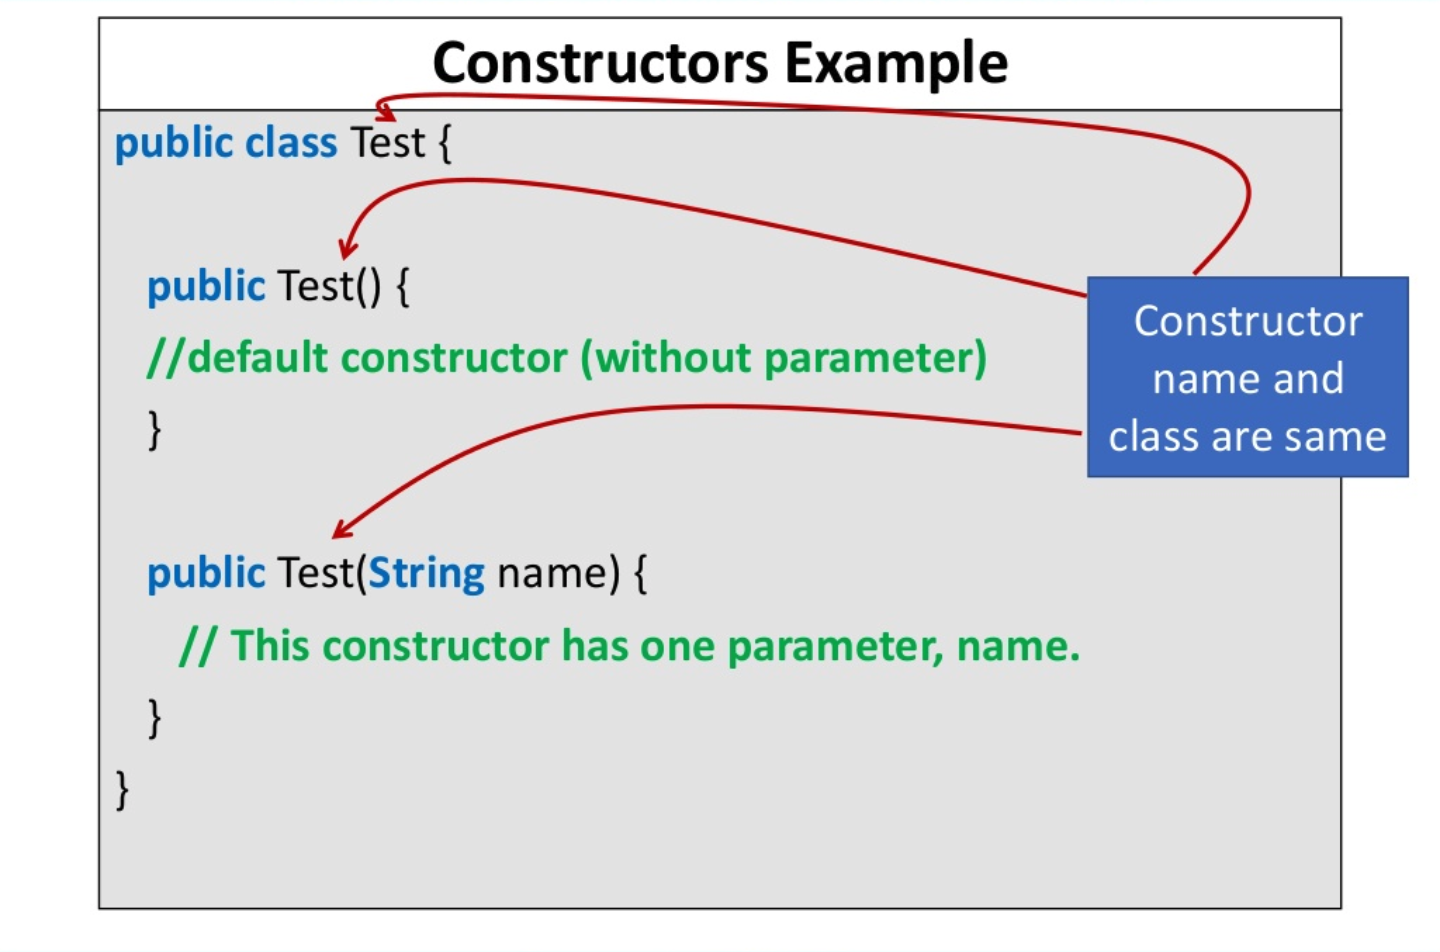 Constructors Example
public class Test {
public Test() {
//default constructor (without parameter)
}
public Test(String name) {
// This constructor has one parameter, name.
}
}
Constructor
name and
class are same